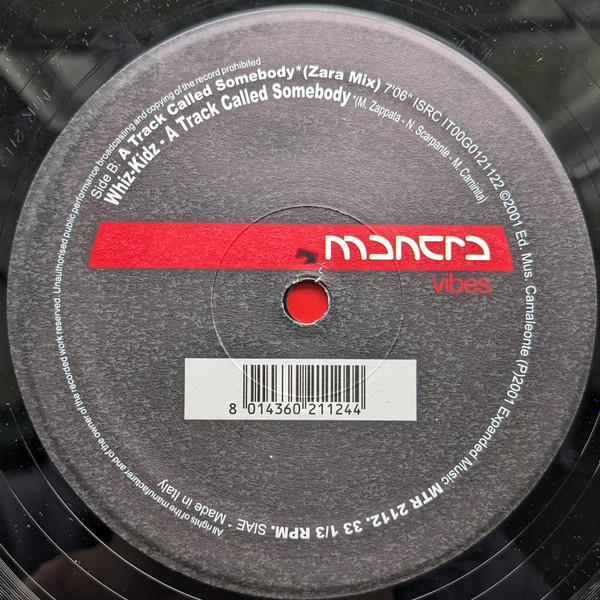 Side B: A Track Called Somebody* (Zara Mix) 7'06" ISRC IT00G0121122 ©2001 Ed. Mus. Camaleonte (P)2001 Expanded Music MTR 2112. 33 1/3 RPM. SIAE * Made in Italy
Whiz-Kidz - A Track Called Somebody *(M. Zappala - N. Scarpante - M. Caminita)
All rights of the manufacturer and of the owner of the recorded work reserved. Unauthorised public performance broadcasting and copying of the record prohibited
mantra
vibes
8 014360 211244
MTR 2112